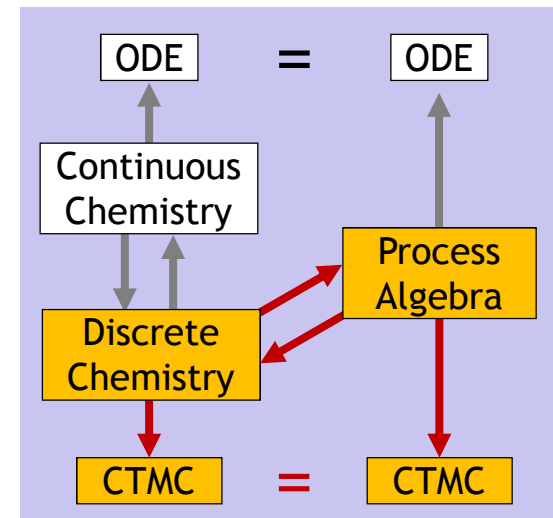 ODE = ODE
Continuous
Chemistry
Process
Algebra
Discrete
Chemistry
CTMC = CTMC